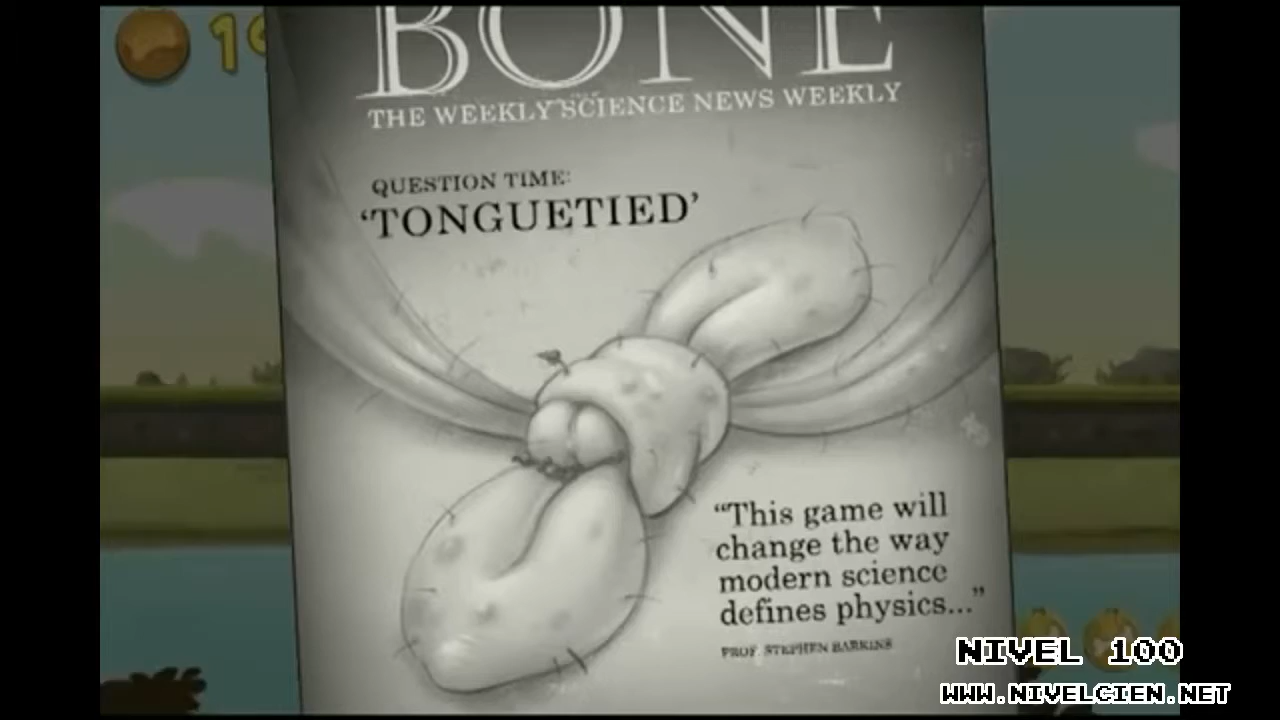 BONE
THE WEEKLY SCIENCE NEWS WEEKLY
QUESTION TIME:
‘TONGUETIED’
“This game will
change the way
modern science
defines physics...”
PROF. STEPHEN BARKINS
NIVEL 100
WWW.NIVELCIEN.NET